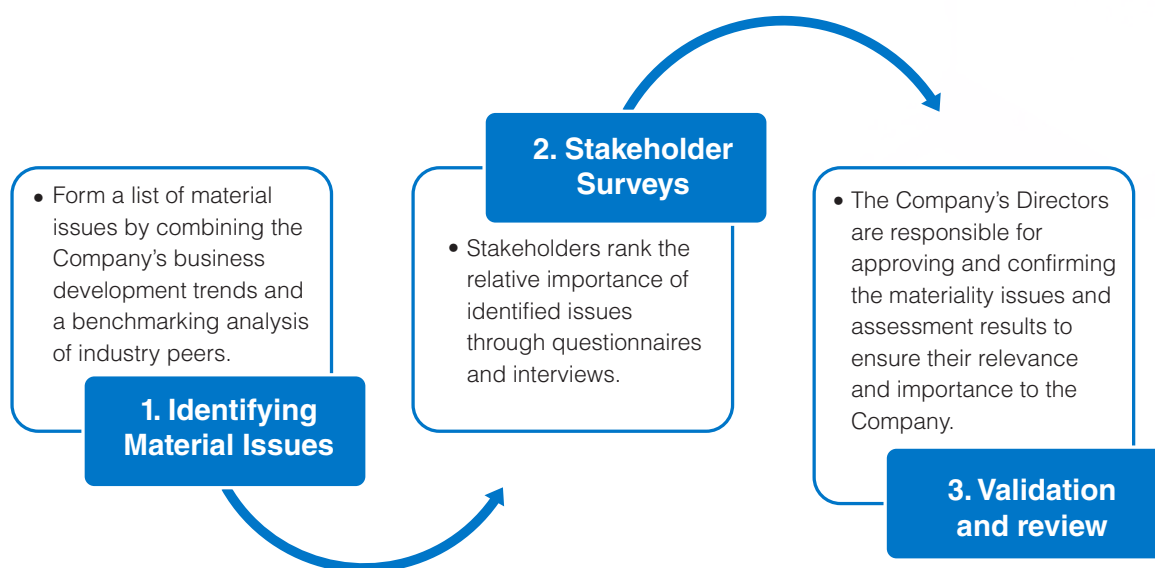 • Form a list of material
issues by combining the
Company’s business
development trends and
a benchmarking analysis
of industry peers.
1. Identifying
Material Issues
2. Stakeholder
Surveys
• Stakeholders rank the
relative importance of
identified issues
through questionnaires
and interviews.
• The Company’s Directors
are responsible for
approving and confirming
the materiality issues and
assessment results to
ensure their relevance
and importance to the
Company.
3. Validation
and review